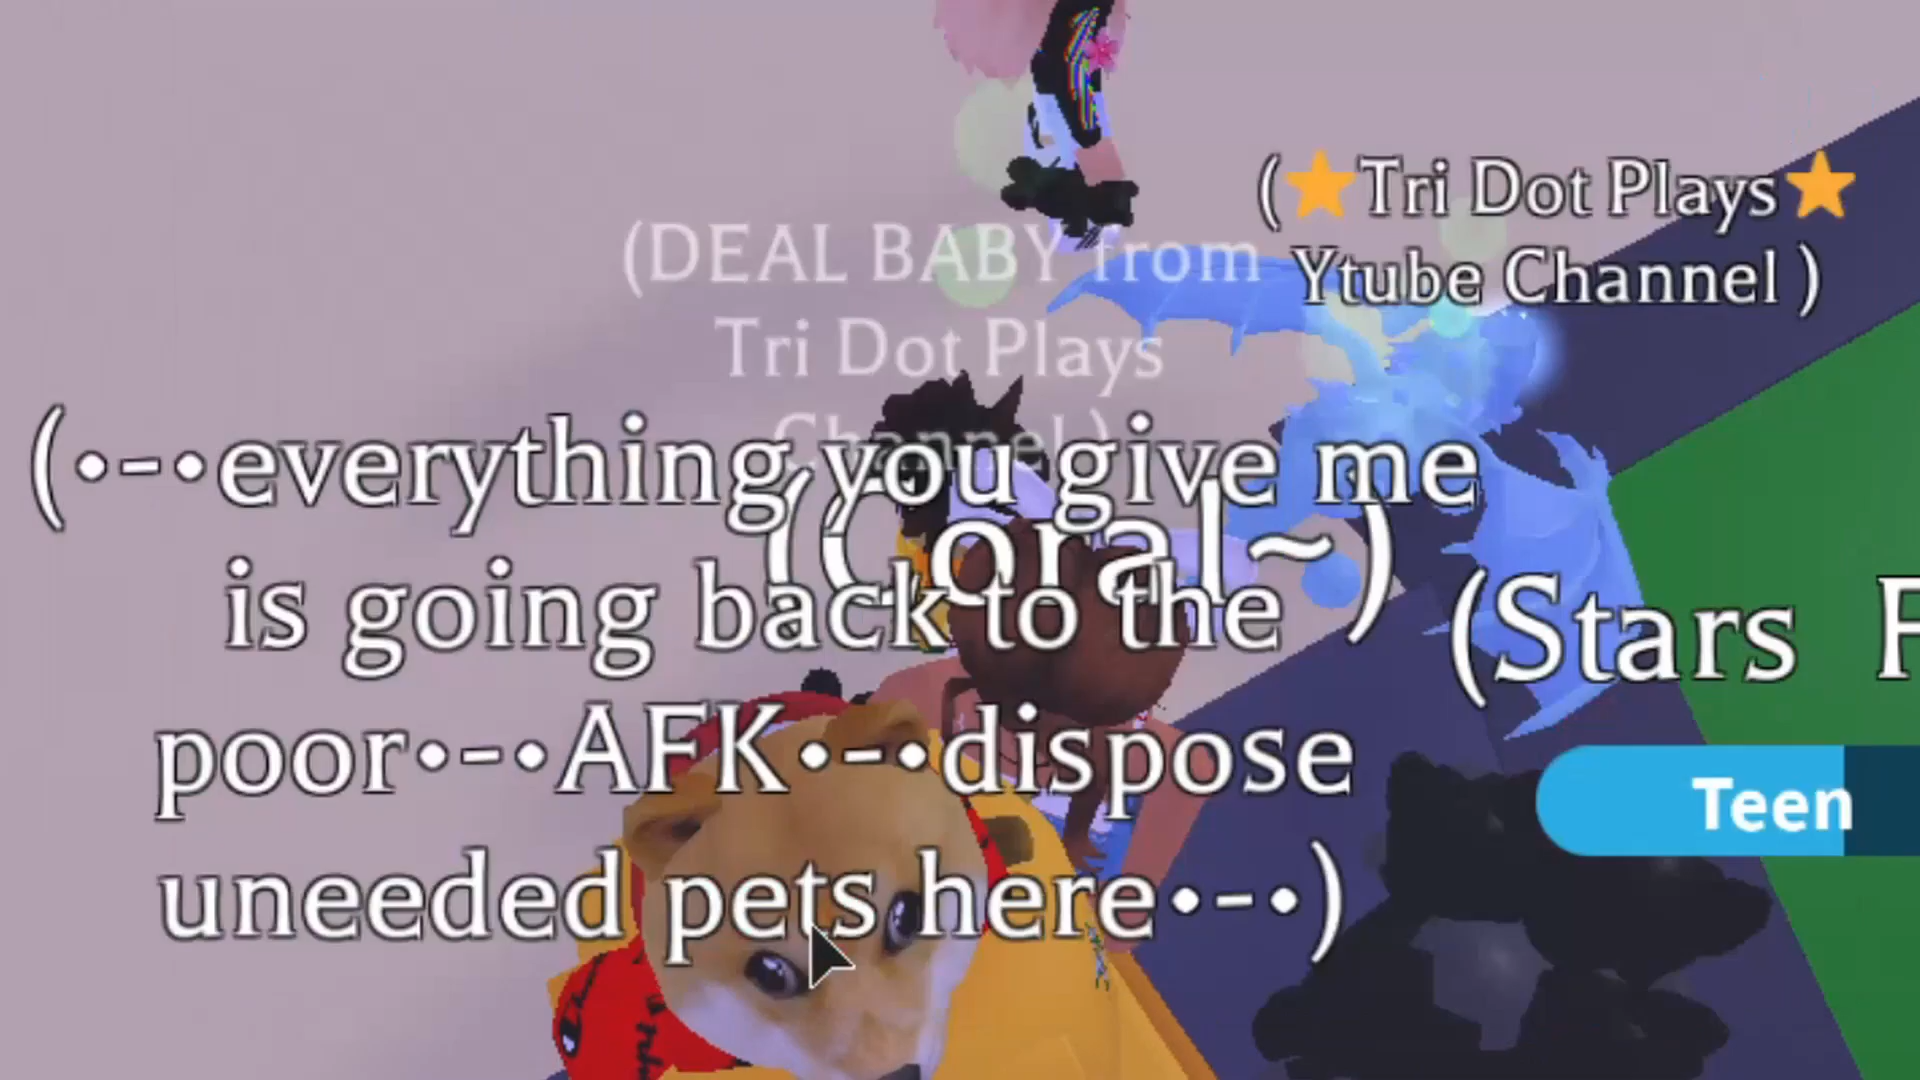 (⭐Tri Dot Plays⭐
Ytube Channel )
(DEAL BABY from
Tri Dot Plays
Channel )
(•-•everything you give me
is going back to the
poor•-•AFK•-•dispose
uneeded pets here•-•)
(Coral~)
(Stars F
Teen